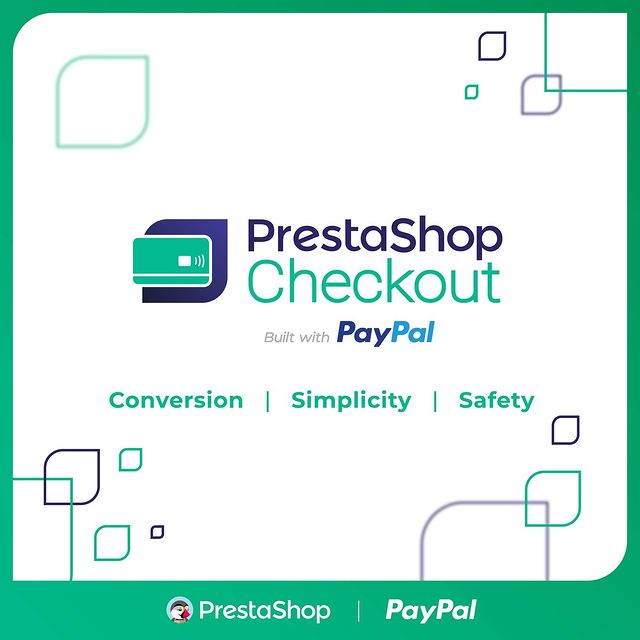 PrestaShop
Checkout
Built with PayPal
Conversion | Simplicity | Safety
PrestaShop | PayPal